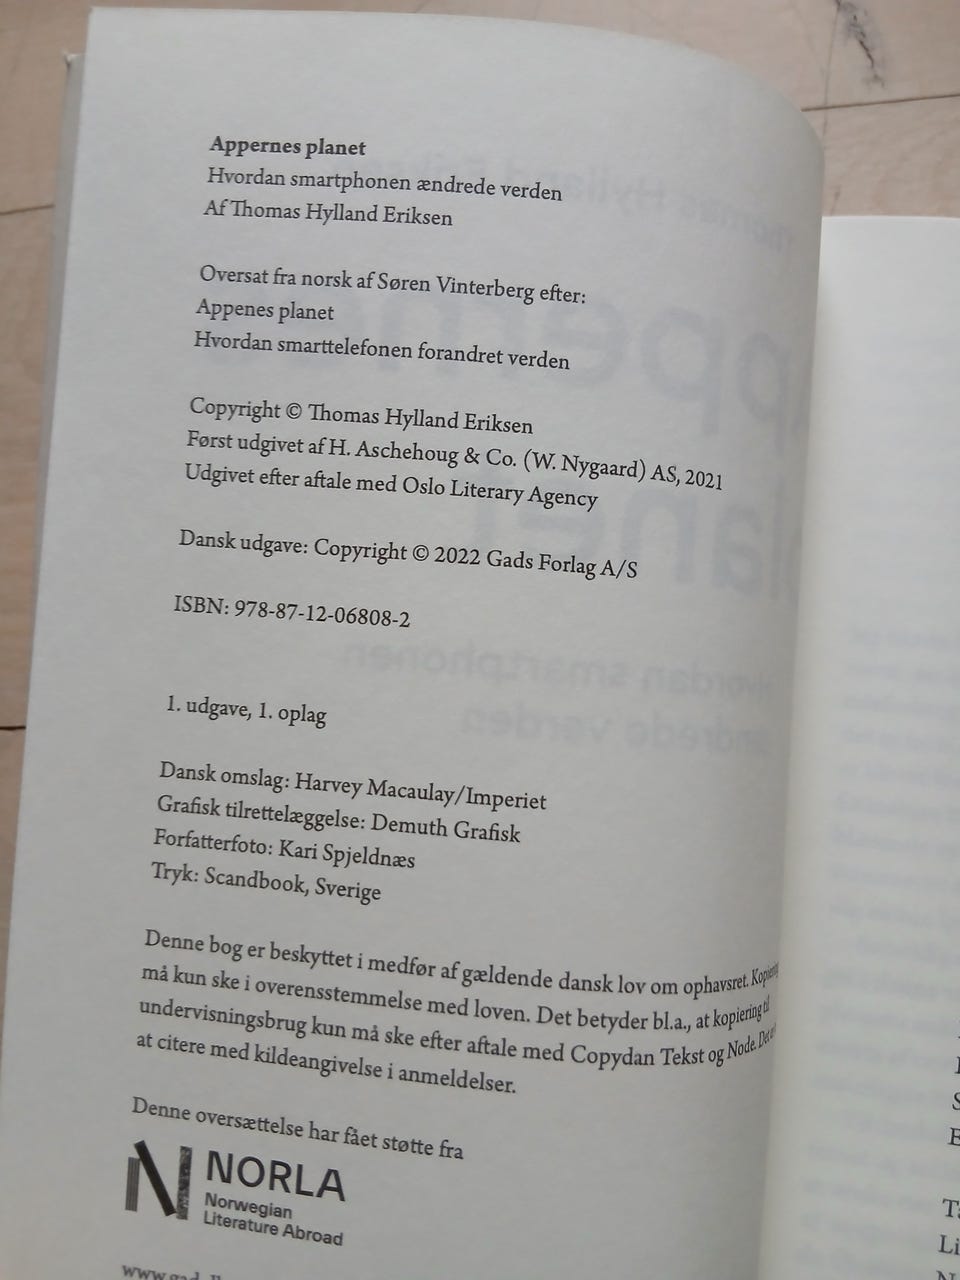 Appernes planet
Hvordan smartphonen ændrede verden
Af Thomas Hylland Eriksen
Oversat fra norsk af Søren Vinterberg efter:
Appenes planet
Hvordan smarttelefonen forandret verden
Copyright © Thomas Hylland Eriksen
Først udgivet af H. Aschehoug & Co. (W. Nygaard) AS, 2021
Udgivet efter aftale med Oslo Literary Agency
Dansk udgave: Copyright © 2022 Gads Forlag A/S
ISBN: 978-87-12-06808-2
1. udgave, 1. oplag
Dansk omslag: Harvey Macaulay/Imperiet
Grafisk tilrettelæggelse: Demuth Grafisk
Forfatterfoto: Kari Spjeldnæs
Tryk: Scandbook, Sverige
Denne bog er beskyttet i medfør af gældende dansk lov om ophavsret. Kopiering
må kun ske i overensstemmelse med loven. Det betyder bl.a., at kopiering til
undervisningsbrug kun må ske efter aftale med Copydan Tekst og Node. Det er
at citere med kildeangivelse i anmeldelser.
Denne oversættelse har fået støtte fra
NORLA
Norwegian
Literature Abroad